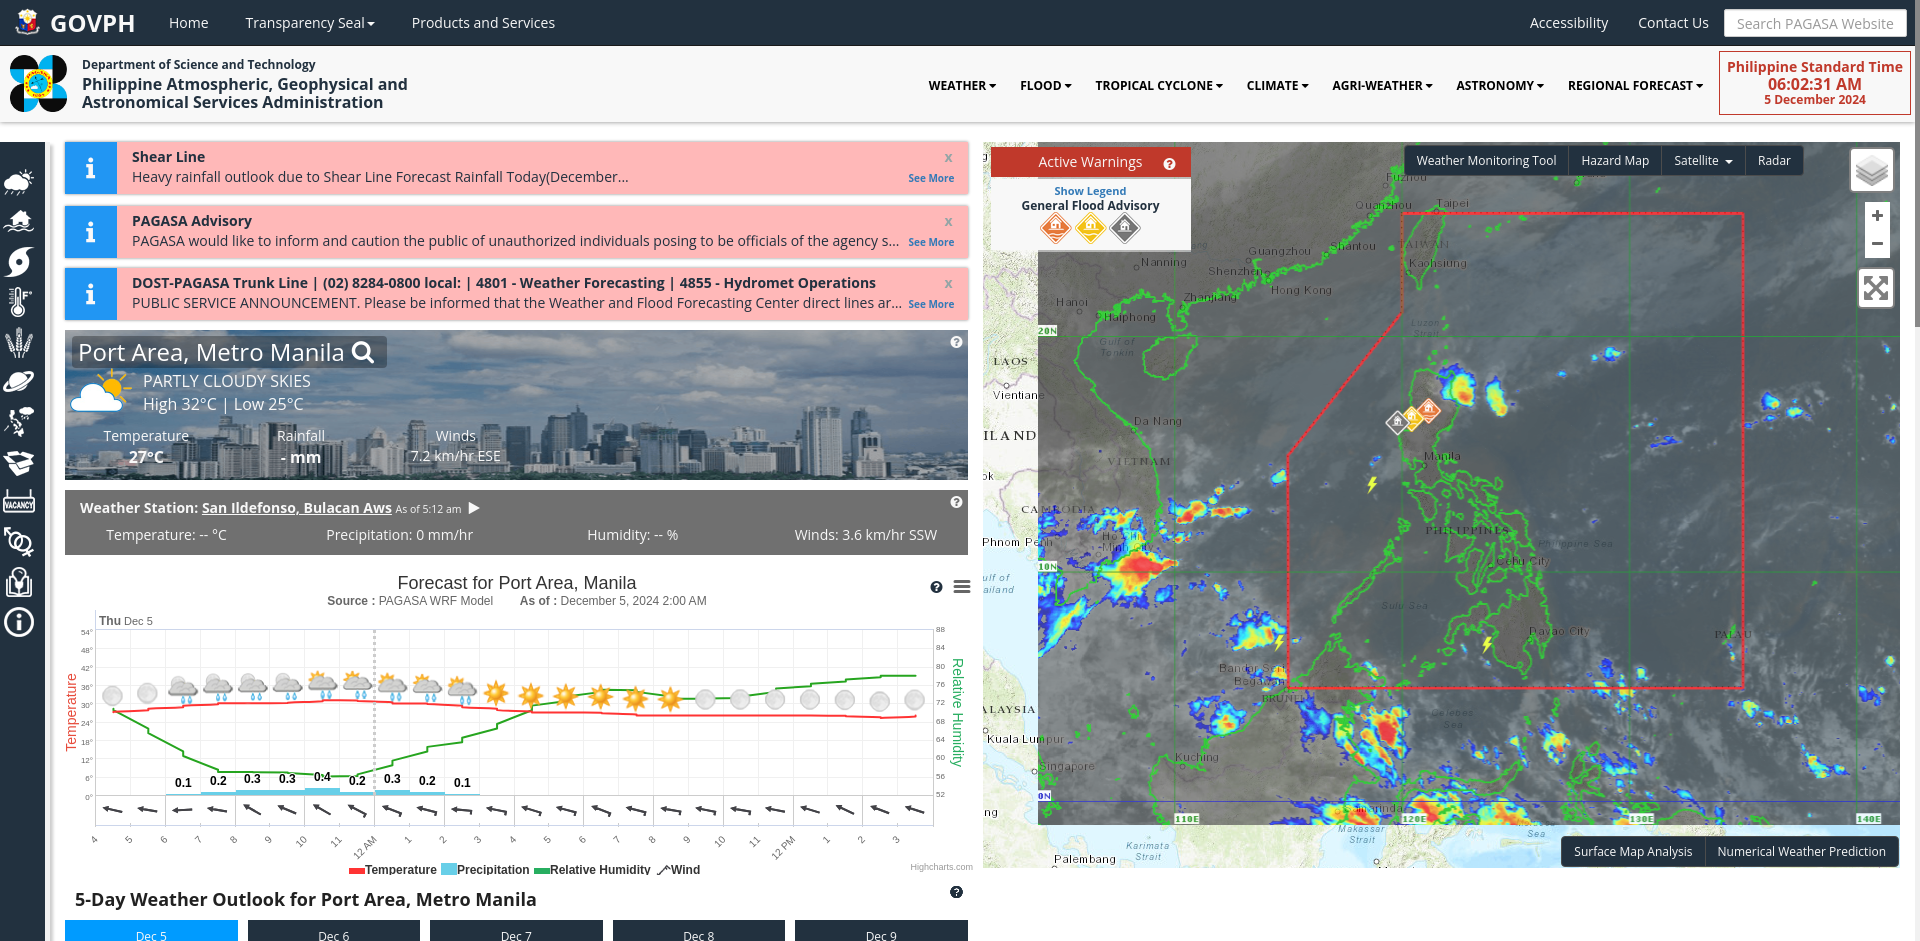 GOVPH
Home
Transparency Seal
Products and Services
Accessibility
Contact Us
Search PAGASA Website
Department of Science and Technology
Philippine Atmospheric, Geophysical and
Astronomical Services Administration
WEATHER
FLOOD
TROPICAL CYCLONE
CLIMATE
AGRI-WEATHER
ASTRONOMY
REGIONAL FORECAST
Philippine Standard Time
06:02:31 AM
5 December 2024
Shear Line
x
Heavy rainfall outlook due to Shear Line Forecast Rainfall Today(December...
See More
PAGASA Advisory
x
PAGASA would like to inform and caution the public of unauthorized individuals posing to be officials of the agency s...
See More
DOST-PAGASA Trunk Line | (02) 8284-0800 local: | 4801 - Weather Forecasting | 4855 - Hydromet Operations
x
PUBLIC SERVICE ANNOUNCEMENT. Please be informed that the Weather and Flood Forecasting Center direct lines ar...
See More
°F
VACANCY
Port Area, Metro Manila
PARTLY CLOUDY SKIES
High 32°C | Low 25°C
Temperature
27°C
Rainfall
- mm
Winds
7.2 km/hr ESE
Weather Station: San Ildefonso, Bulacan Aws As of 5:12 am
Temperature: -- °C
Precipitation: 0 mm/hr
Humidity: -- %
Winds: 3.6 km/hr SSW
Forecast for Port Area, Manila
Source : PAGASA WRF Model As of : December 5, 2024 2:00 AM
Thu Dec 5
54°
48°
42°
36°
30°
24°
18°
12°
6°
0°
Temperature
88
84
80
76
72
68
64
60
56
52
Relative Humidity
0.1
0.2
0.3
0.3
0.4
0.2
0.3
0.2
0.1
4
5
6
7
8
9
10
11
12 AM
1
2
3
4
5
6
7
8
9
10
11
12 PM
1
2
3
Temperature
Precipitation
Relative Humidity
Wind
Highcharts.com
5-Day Weather Outlook for Port Area, Metro Manila
Dec 5
Dec 6
Dec 7
Dec 8
Dec 9
Active Warnings
Show Legend
General Flood Advisory
Weather Monitoring Tool
Hazard Map
Satellite
Radar
+
−
Fuzhou
Quanzhou
Taipei
Shantou
TAIWAN
Guangzhou
Kaohsiung
Nanning
Shenzhen
Hong Kong
Zhanjiang
Hanoi
Haiphong
Luzon
Strait
20N
Gulf of
Tonkin
LAOS
Vientiane
Da Nang
ILAND
VIETNAM
Manila
ok
CAMBODIA
PHILIPPINES
Phnom Penh
Ho Chi
Minh City
Philippine Sea
Cebu City
10N
ulf of
ailand
Sulu Sea
Davao City
PALAU
Bandar Seri
Begawan
BRUNEI
ALAYSIA
Celebes
Sea
Kuala Lumpur
Kuching
Singapore
0N
ng
Samarinda
110E
120E
130E
140E
Makassar
Strait
Sea
Karimata
Strait
Palembang
Surface Map Analysis
Numerical Weather Prediction